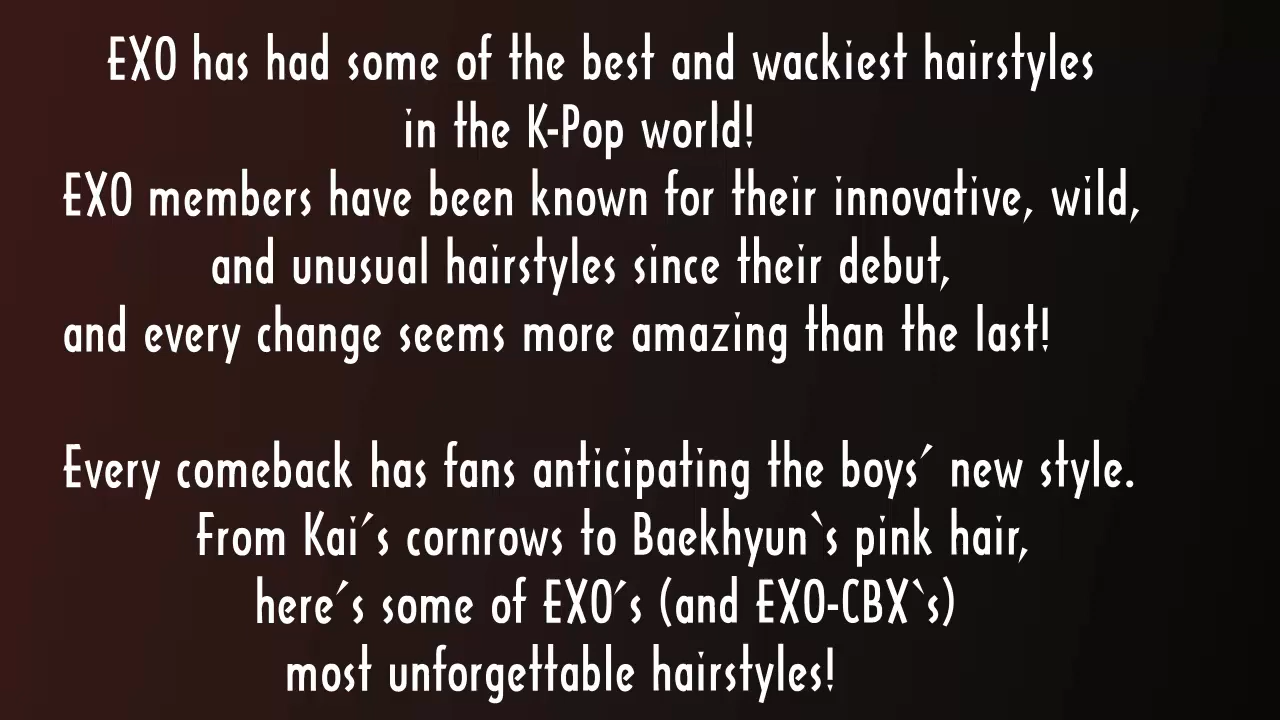 EXO has had some of the best and wackiest hairstyles
in the K-Pop world!
EXO members have been known for their innovative, wild,
and unusual hairstyles since their debut,
and every change seems more amazing than the last!
Every comeback has fans anticipating the boys´ new style.
From Kai´s cornrows to Baekhyun`s pink hair,
here´s some of EXO´s (and EXO-CBX`s)
most unforgettable hairstyles!